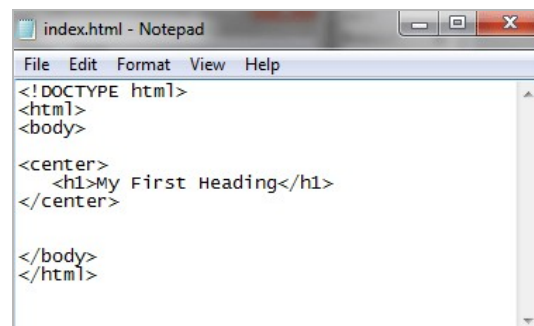 index.html - Notepad
File Edit Format View Help
<!DOCTYPE html>
<html>
<body>
<center>
<h1>My First Heading</h1>
</center>
</body>
</html>